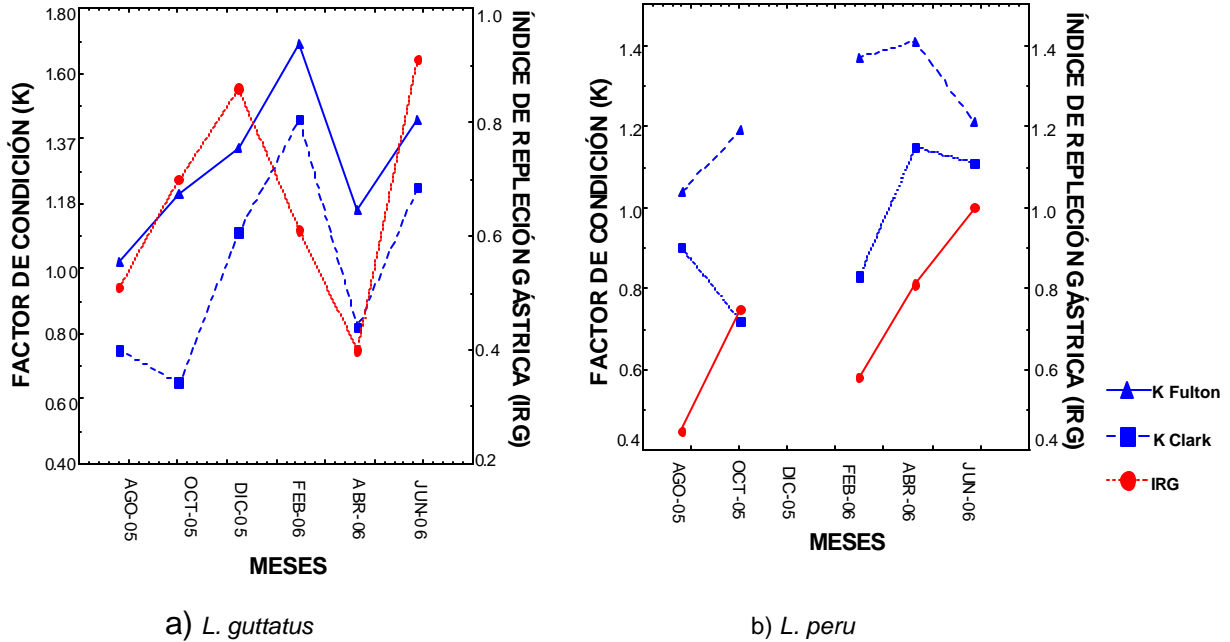 FACTOR DE CONDICIÓN (K)
1.80
1.60
1.37
1.18
1.00
0.80
0.60
0.40
1.0
0.8
0.6
0.4
0.2
ÍNDICE DE REPLECIÓN GÁSTRICA (IRG)
AGO-05
OCT-05
DIC-05
FEB-06
ABR-06
JUN-06
MESES
a) L. guttatus
FACTOR DE CONDICIÓN (K)
1.4
1.2
1.0
0.8
0.6
0.4
1.4
1.2
1.0
0.8
0.6
0.4
ÍNDICE DE REPLECIÓN GÁSTRICA (IRG)
AGO-05
OCT-05
DIC-05
FEB-06
ABR-06
JUN-06
MESES
b) L. peru
K Fulton
K Clark
IRG